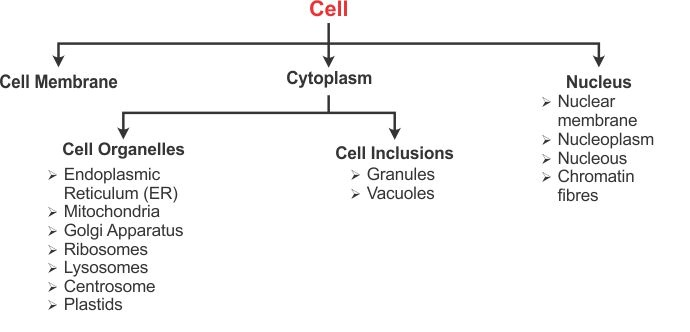 Cell
Cell Membrane
Cytoplasm
Nucleus
➢ Nuclear
membrane
➢ Nucleoplasm
➢ Nucleous
➢ Chromatin
fibres
Cell Organelles
➢ Endoplasmic
Reticulum (ER)
➢ Mitochondria
➢ Golgi Apparatus
➢ Ribosomes
➢ Lysosomes
➢ Centrosome
➢ Plastids
Cell Inclusions
➢ Granules
➢ Vacuoles